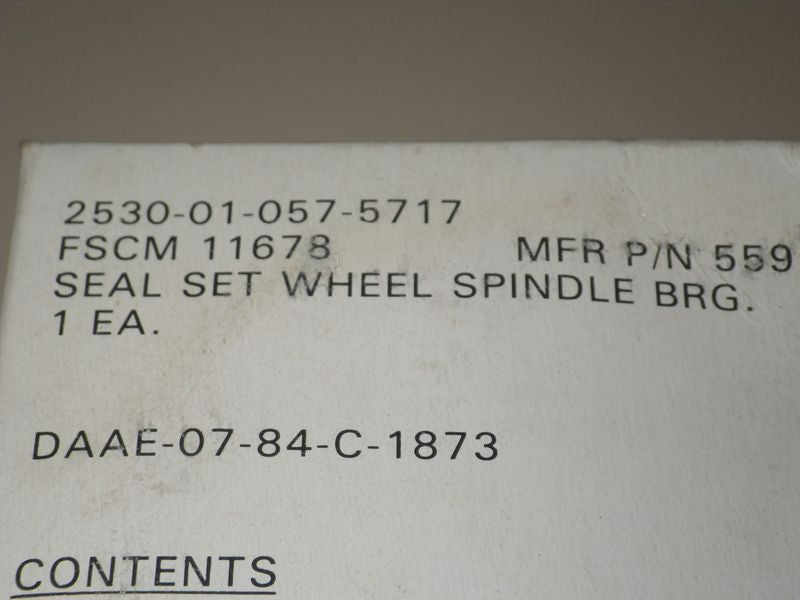 2530-01-057-5717
FSCM 11678 MFR P/N 559
SEAL SET WHEEL SPINDLE BRG.
1 EA.
DAAE-07-84-C-1873
CONTENTS